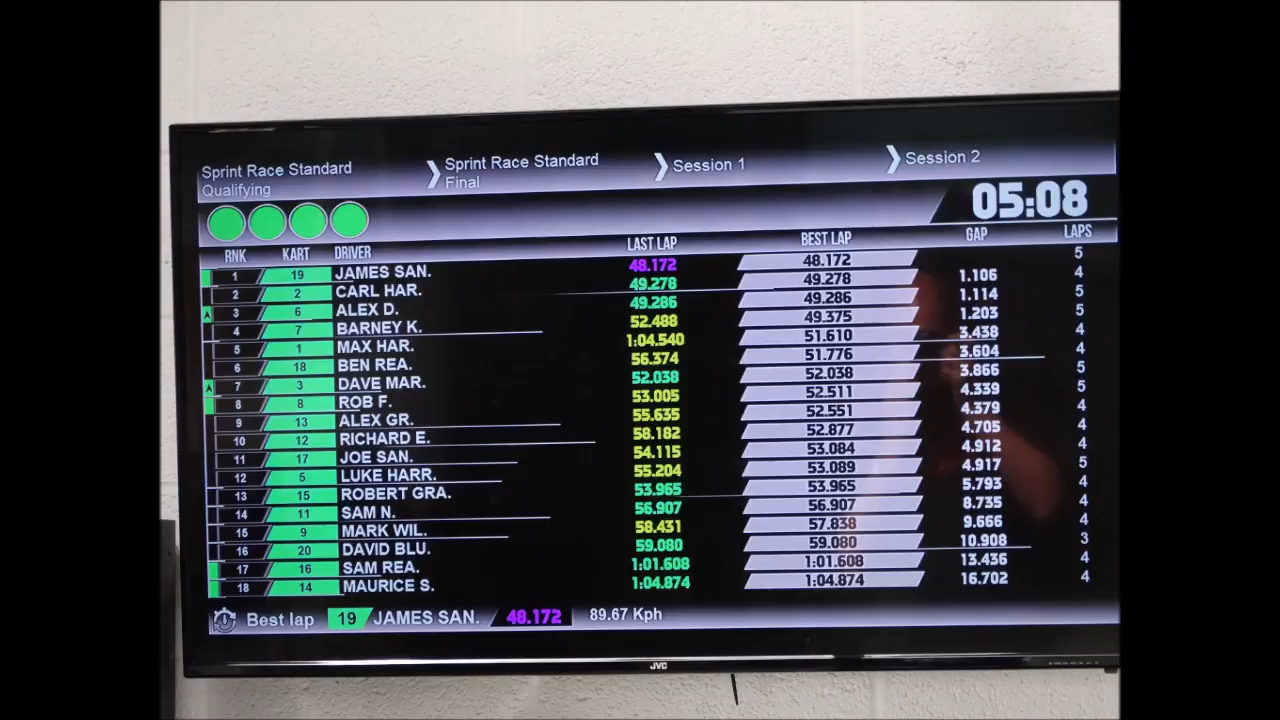 Sprint Race Standard Qualifying
Sprint Race Standard Final
Session 1
Session 2
05:08
RNK KART DRIVER LAST LAP BEST LAP GAP LAPS
1 19 JAMES SAN. 48.172 48.172 5
2 2 CARL HAR. 49.278 49.278 1.106 4
3 6 ALEX D. 49.286 49.286 1.114 5
4 7 BARNEY K. 52.488 49.375 1.203 5
5 1 MAX HAR. 1:04.540 51.610 3.438 4
6 18 BEN REA. 56.374 51.776 3.604 4
7 3 DAVE MAR. 52.038 52.038 3.866 5
8 8 ROB F. 53.005 52.511 4.339 5
9 13 ALEX GR. 55.635 52.551 4.379 4
10 12 RICHARD E. 58.182 52.877 4.705 4
11 17 JOE SAN. 54.115 53.084 4.912 4
12 5 LUKE HARR. 55.204 53.089 4.917 5
13 15 ROBERT GRA. 53.965 53.965 5.793 4
14 11 SAM N. 56.907 56.907 8.735 4
15 9 MARK WIL. 58.431 57.838 9.666 4
16 20 DAVID BLU. 59.080 59.080 10.908 3
17 16 SAM REA. 1:01.608 1:01.608 13.436 4
18 14 MAURICE S. 1:04.874 1:04.874 16.702 4
Best lap 19 JAMES SAN. 48.172 89.67 Kph
JVC